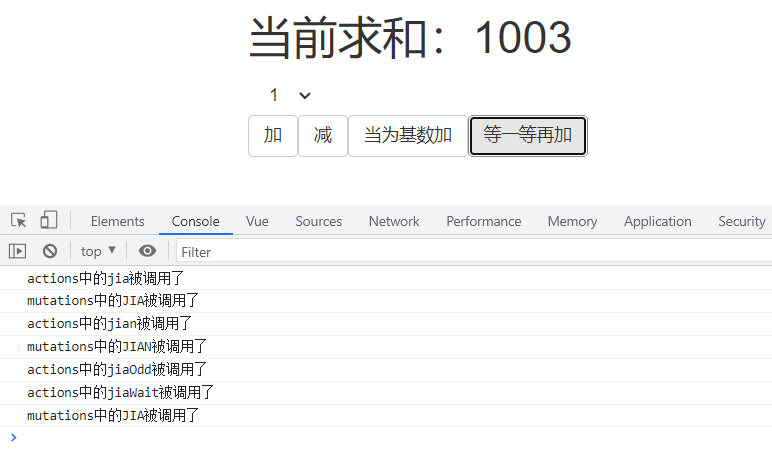 当前求和：1003
1
加 减 当为基数加 等一等再加
Elements Console Vue Sources Network Performance Memory Application Security
top Filter
actions中的jia被调用了
mutations中的JIA被调用了
actions中的jian被调用了
mutations中的JIAN被调用了
actions中的jiaOdd被调用了
actions中的jiaWait被调用了
mutations中的JIA被调用了